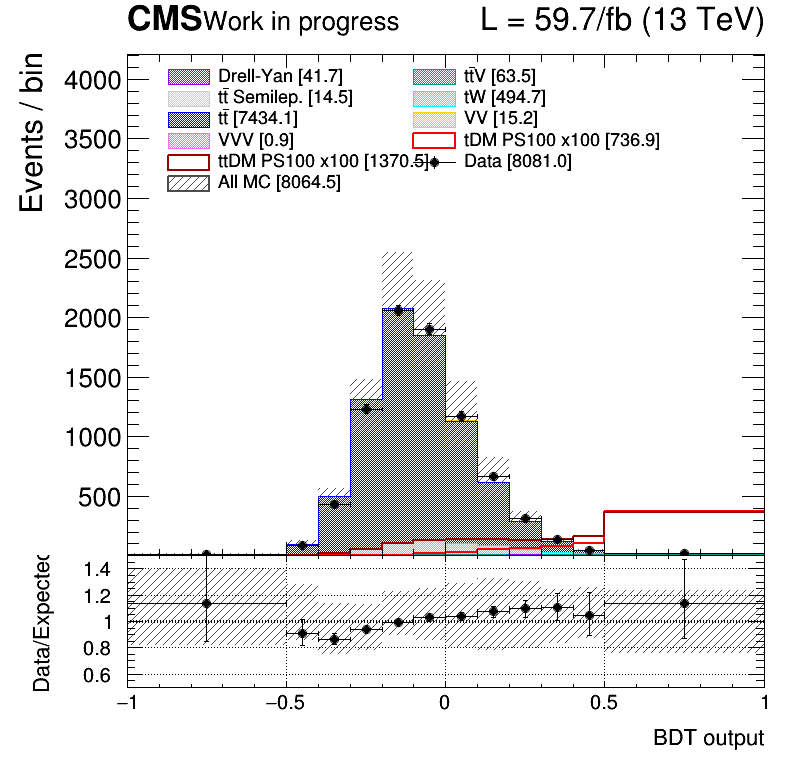 CMS Work in progress L = 59.7/fb (13 TeV)
Events / bin
4000
3500
3000
2500
2000
1500
1000
500
Drell-Yan [41.7] tt̄V [63.5]
tt̄ Semilep. [14.5] tW [494.7]
tt̄ [7434.1] VV [15.2]
VVV [0.9] tDM PS100 x100 [736.9]
ttDM PS100 x100 [1370.5] Data [8081.0]
All MC [8064.5]
Data/Expected
1.4
1.2
1
0.8
0.6
−1 −0.5 0 0.5 1
BDT output